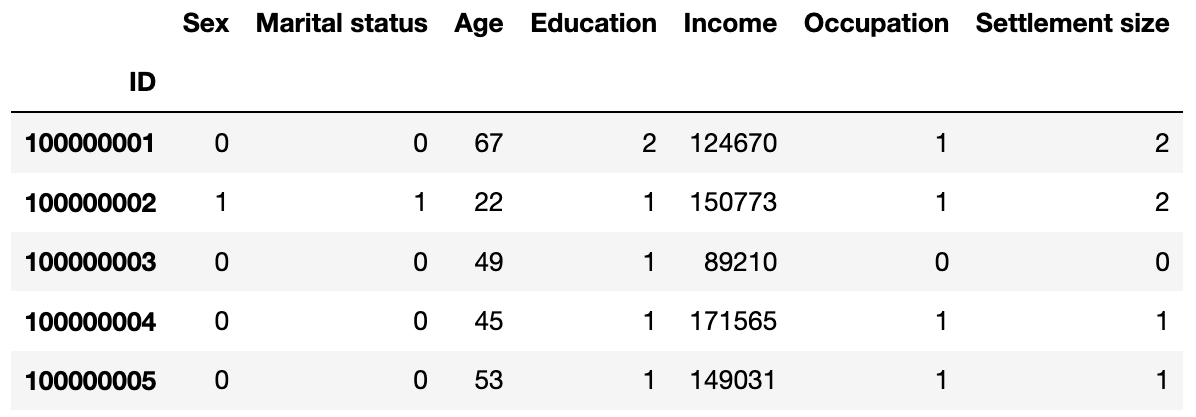 Sex Marital status Age Education Income Occupation Settlement size
ID
100000001 0 0 67 2 124670 1 2
100000002 1 1 22 1 150773 1 2
100000003 0 0 49 1 89210 0 0
100000004 0 0 45 1 171565 1 1
100000005 0 0 53 1 149031 1 1